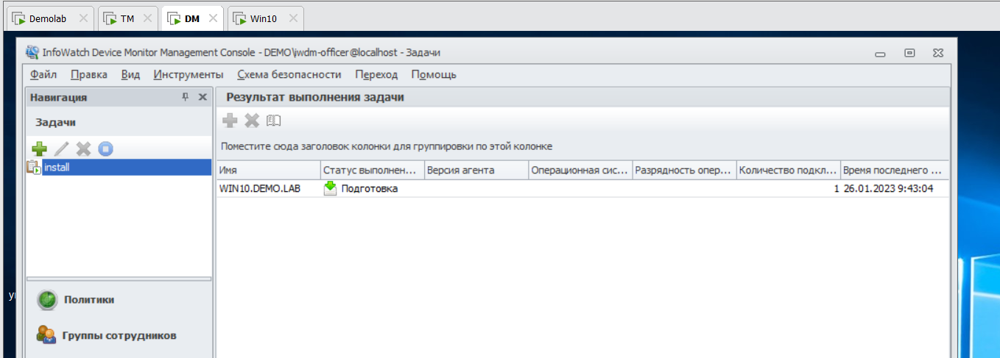 Demolab TM DM Win10
InfoWatch Device Monitor Management Console - DEMO\iwdm-officer@localhost - Задачи
Файл Правка Вид Инструменты Схема безопасности Переход Помощь
Навигация
Результат выполнения задачи
Задачи
Поместите сюда заголовок колонки для группировки по этой колонке
install
Имя Статус выполнен... Версия агента Операционная сис... Разрядность опер... Количество подкл... Время последнего ...
WIN10.DEMO.LAB Подготовка 1 26.01.2023 9:43:04
Политики
Группы сотрудников